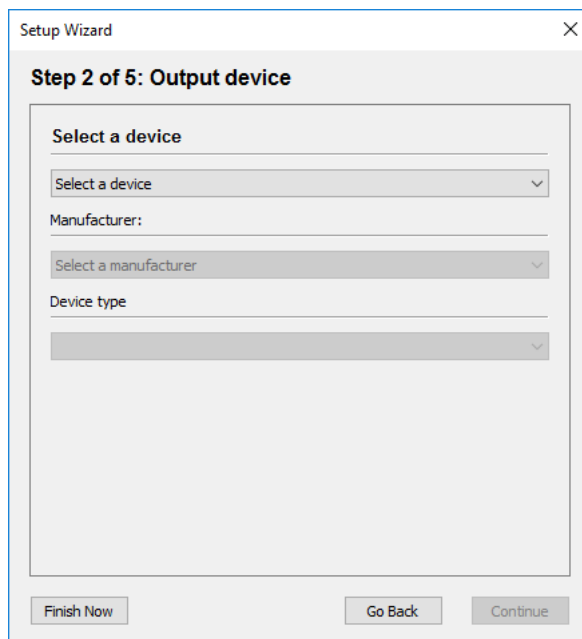 Setup Wizard
Step 2 of 5: Output device
Select a device
Select a device
Manufacturer:
Select a manufacturer
Device type
Finish Now
Go Back
Continue